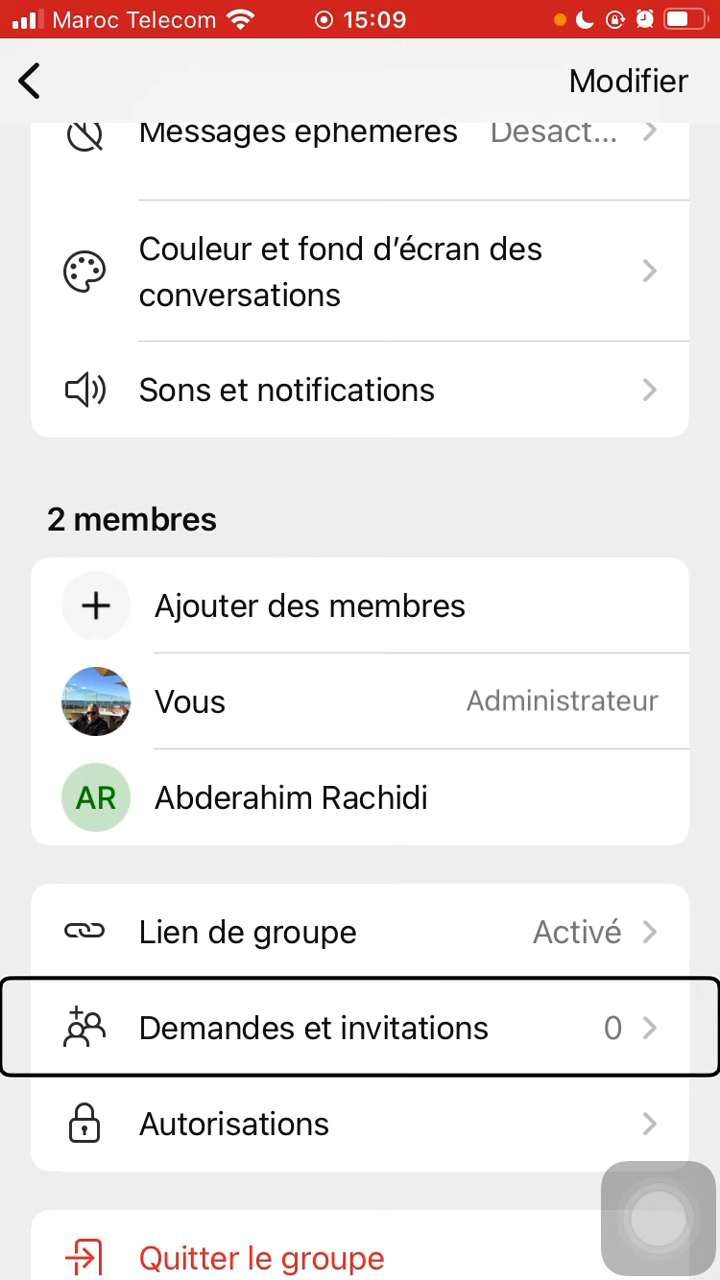 Maroc Telecom 15:09
Modifier
Messages éphémères Désact...
Couleur et fond d'écran des
conversations
Sons et notifications
2 membres
Ajouter des membres
Vous Administrateur
AR Abderahim Rachidi
Lien de groupe Activé
Demandes et invitations 0
Autorisations
Quitter le groupe